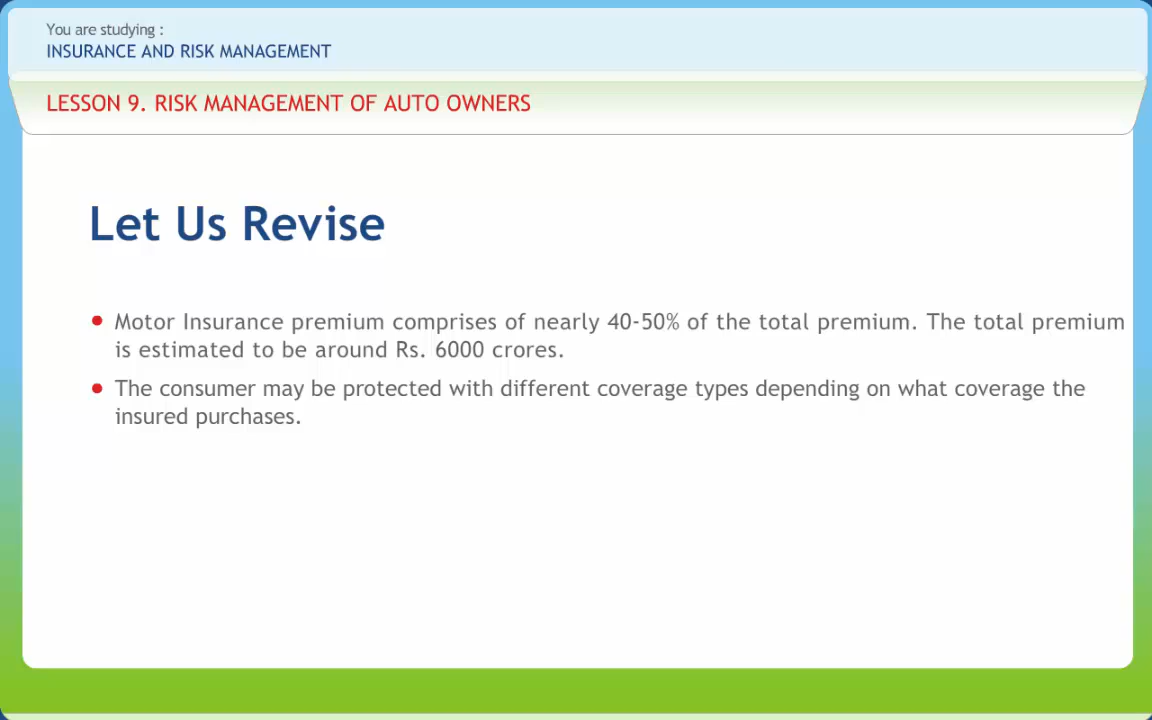 You are studying :
INSURANCE AND RISK MANAGEMENT
LESSON 9. RISK MANAGEMENT OF AUTO OWNERS
Let Us Revise
• Motor Insurance premium comprises of nearly 40-50% of the total premium. The total premium
is estimated to be around Rs. 6000 crores.
• The consumer may be protected with different coverage types depending on what coverage the
insured purchases.